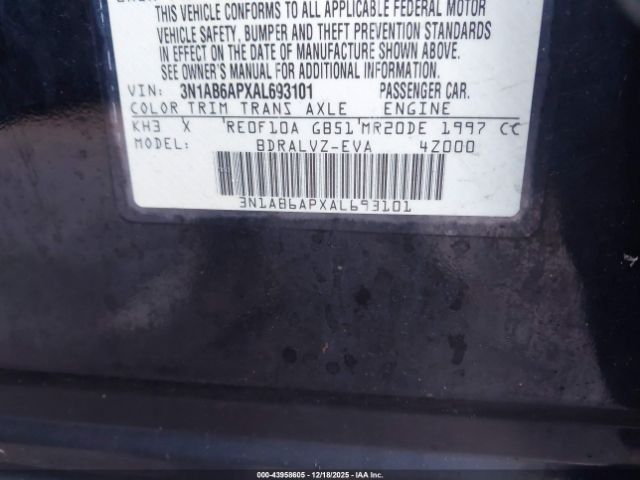 THIS VEHICLE CONFORMS TO ALL APPLICABLE FEDERAL MOTOR
VEHICLE SAFETY, BUMPER AND THEFT PREVENTION STANDARDS
IN EFFECT ON THE DATE OF MANUFACTURE SHOWN ABOVE.
SEE OWNER'S MANUAL FOR ADDITIONAL INFORMATION.
VIN: 3N1AB6APXAL693101 PASSENGER CAR.
COLOR TRIM TRANS AXLE ENGINE
KH3 X RE0F10A GB51 MR20DE 1997 CC
MODEL: BDRALVZ-EVA 4Z000
3N1AB6APXAL693101
Stock: 43958605 | 12/18/2025 - IAA Inc.